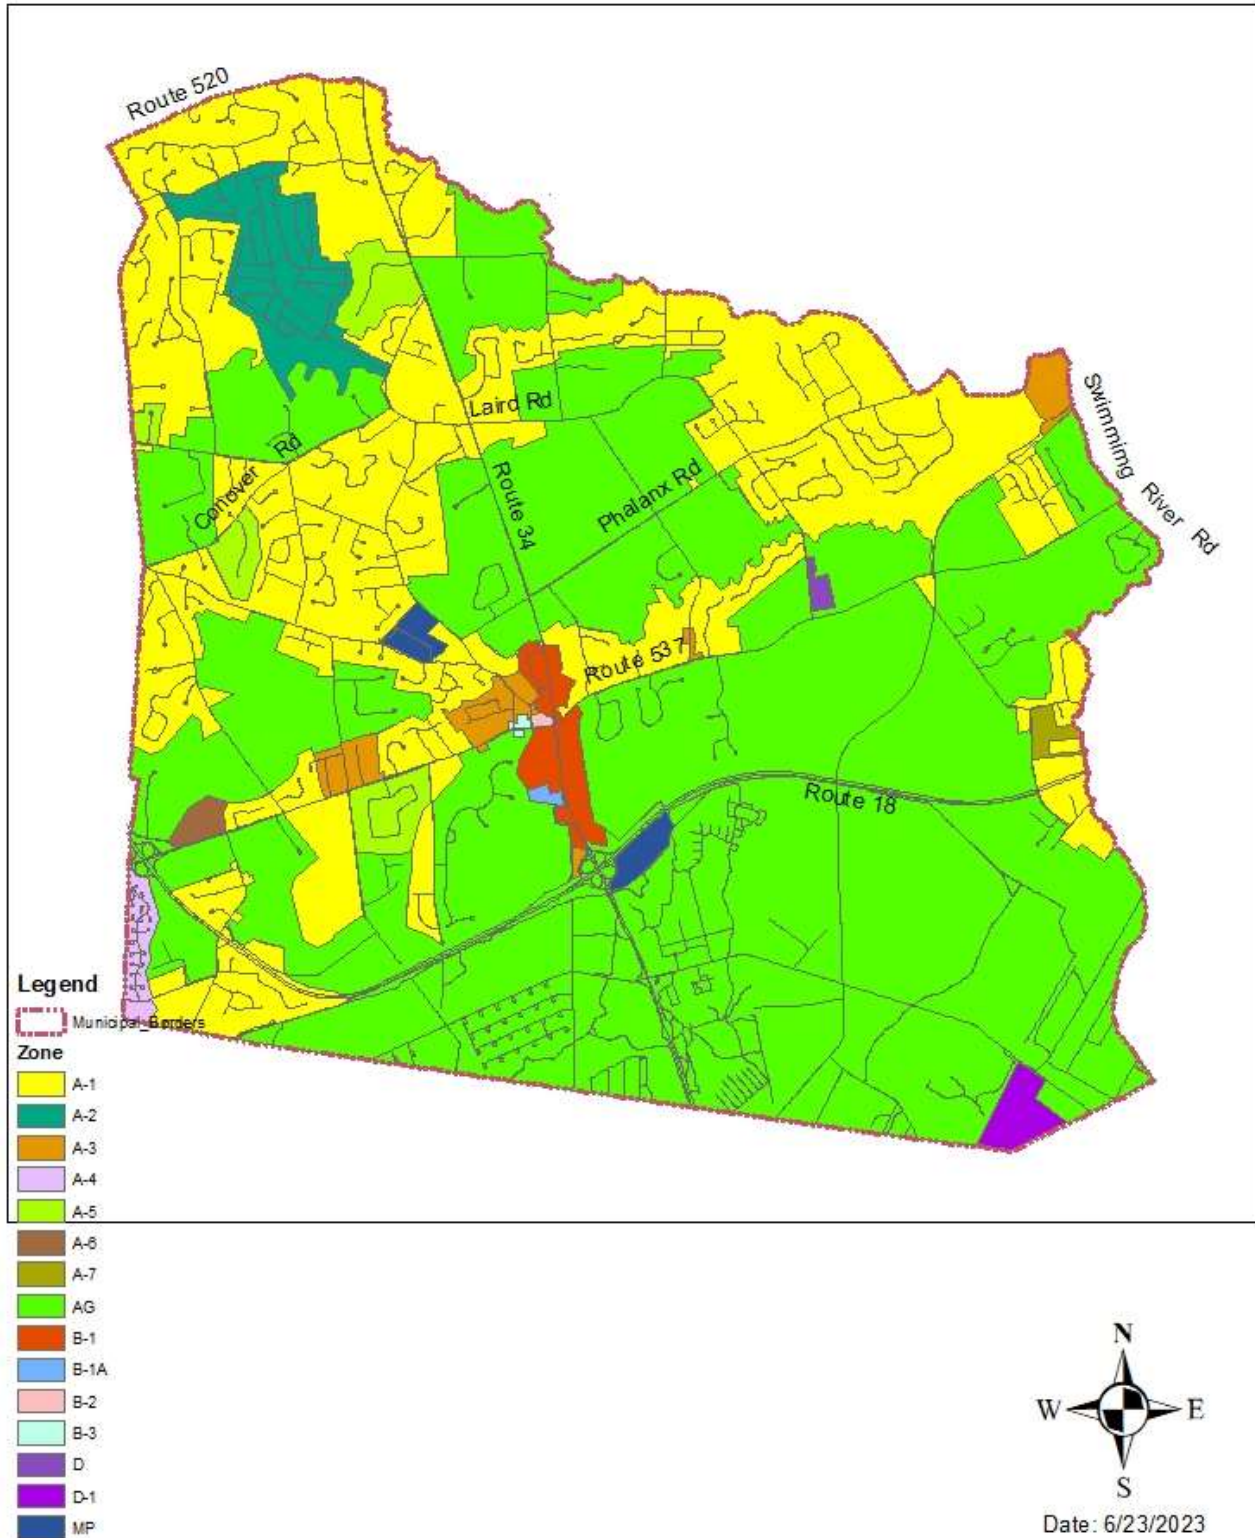 Route 520
Laird Rd
Conover Rd
Route 34
Phalanx Rd
Swimmimg River Rd
Route 537
Route 18
Legend
Municipal_Borders
Zone
A-1
A-2
A-3
A-4
A-5
A-6
A-7
AG
B-1
B-1A
B-2
B-3
D
D-1
MP
N
W E
S
Date: 6/23/2023